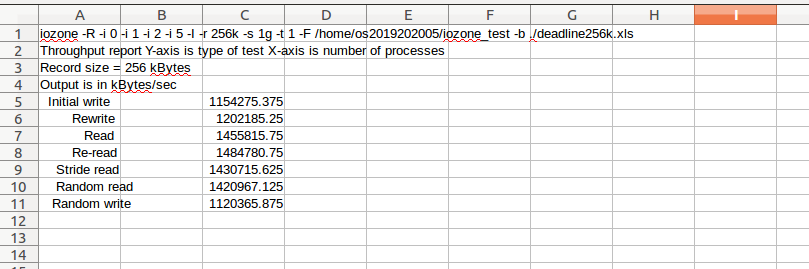 A B C D E F G H I
1 iozone -R -i 0 -i 1 -i 2 -i 5 -I -r 256k -s 1g -t 1 -F /home/os2019202005/iozone_test -b ./deadline256k.xls
2 Throughput report Y-axis is type of test X-axis is number of processes
3 Record size = 256 kBytes
4 Output is in kBytes/sec
5 Initial write 1154275.375
6 Rewrite 1202185.25
7 Read 1455815.75
8 Re-read 1484780.75
9 Stride read 1430715.625
10 Random read 1420967.125
11 Random write 1120365.875
12
13
14
15